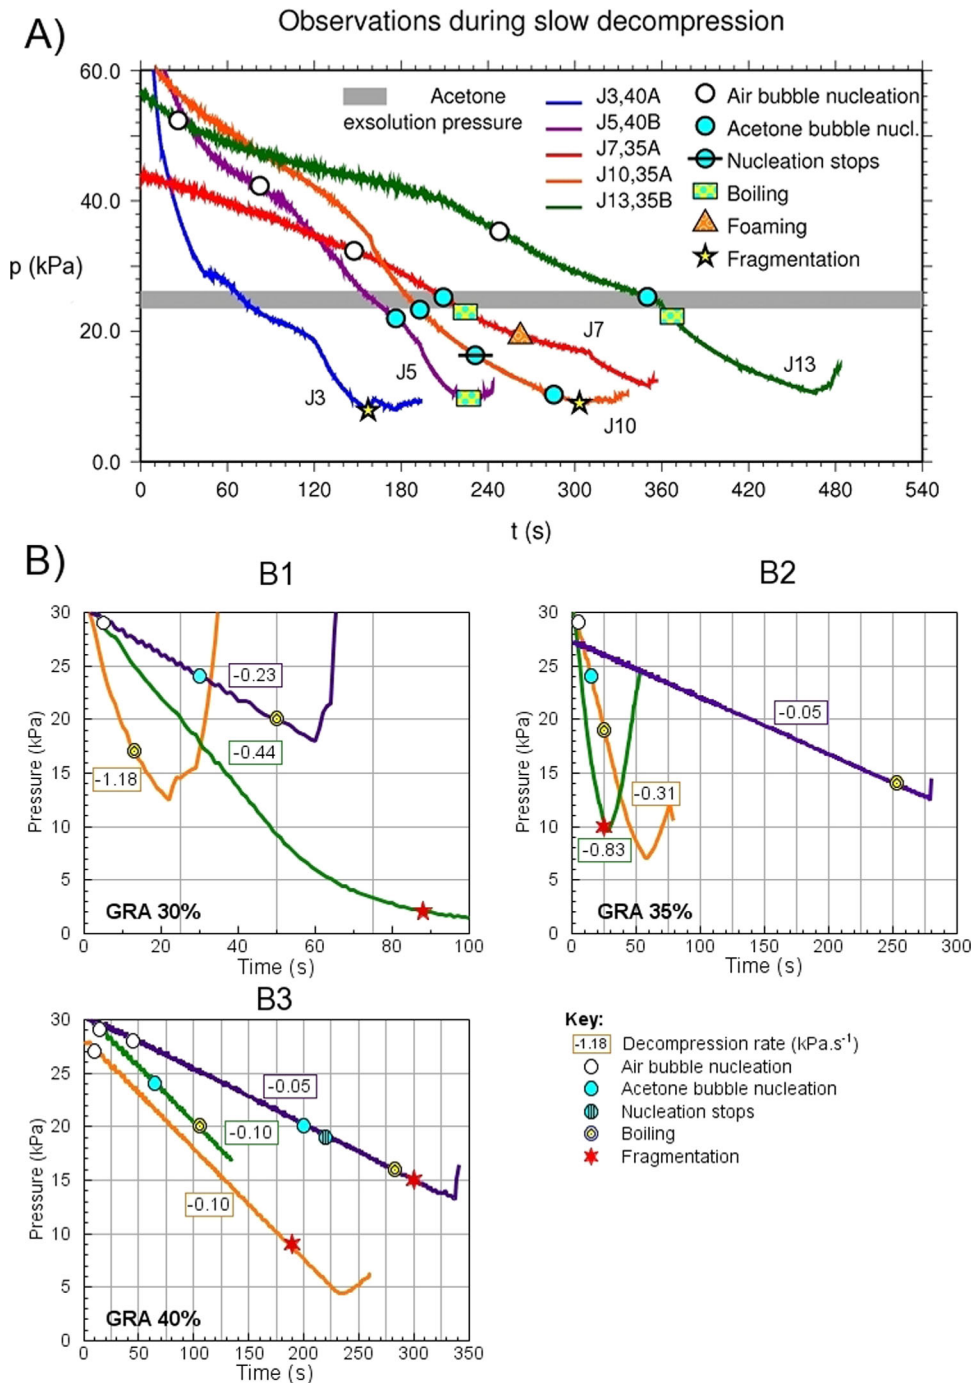 A)
Observations during slow decompression
60.0
40.0
20.0
0.0
p (kPa)
Acetone
exsolution pressure
J3,40A
J5,40B
J7,35A
J10,35A
J13,35B
Air bubble nucleation
Acetone bubble nucl.
Nucleation stops
Boiling
Foaming
Fragmentation
J3
J5
J7
J10
J13
0 60 120 180 240 300 360 420 480 540
t (s)
B)
B1
30
25
20
15
10
5
0
Pressure (kPa)
-0.23
-0.44
-1.18
GRA 30%
0 20 40 60 80 100
Time (s)
B2
30
25
20
15
10
5
0
Pressure (kPa)
-0.05
-0.31
-0.83
GRA 35%
0 50 100 150 200 250 300
Time (s)
B3
30
25
20
15
10
5
0
Pressure (kPa)
-0.05
-0.10
-0.10
GRA 40%
0 50 100 150 200 250 300 350
Time (s)
Key:
-1.18 Decompression rate (kPa.s⁻¹)
Air bubble nucleation
Acetone bubble nucleation
Nucleation stops
Boiling
Fragmentation